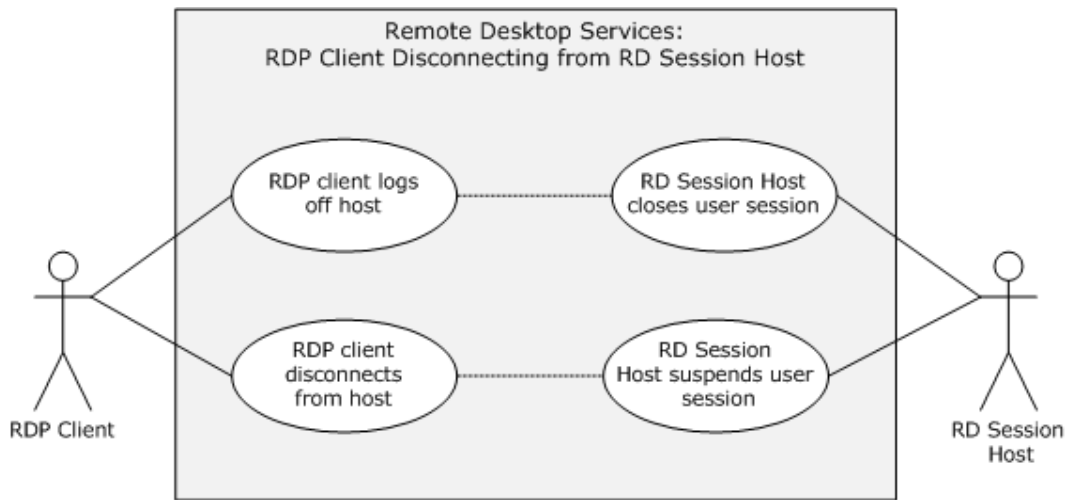 Remote Desktop Services:
RDP Client Disconnecting from RD Session Host
RDP client logs
off host
RD Session Host
closes user session
RDP client
disconnects
from host
RD Session
Host suspends user
session
RDP Client
RD Session
Host